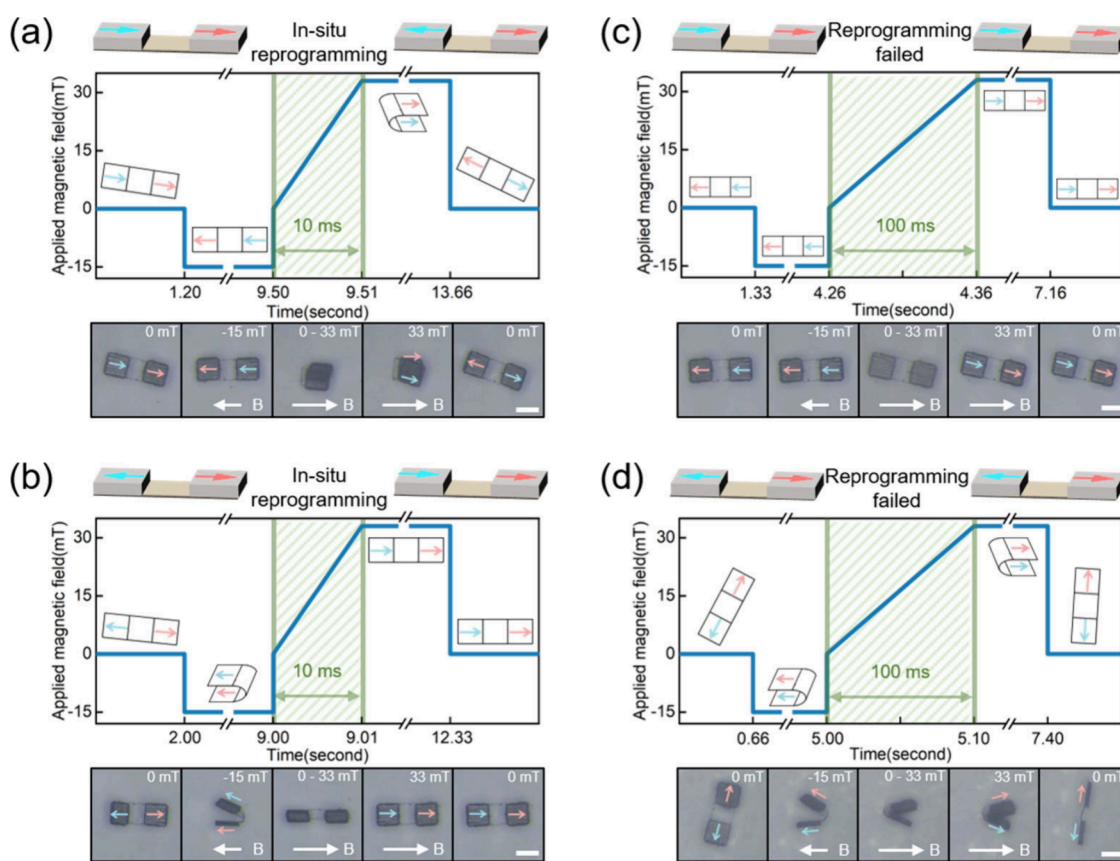 (a)
In-situ
reprogramming
Applied magnetic field(mT)
30
15
0
-15
10 ms
1.20
9.50
9.51
13.66
Time(second)
0 mT
-15 mT
0 - 33 mT
33 mT
0 mT
B
B
B
(c)
Reprogramming
failed
Applied magnetic field(mT)
30
15
0
-15
100 ms
1.33
4.26
4.36
7.16
Time(second)
0 mT
-15 mT
0 - 33 mT
33 mT
0 mT
B
B
B
(b)
In-situ
reprogramming
Applied magnetic field(mT)
30
15
0
-15
10 ms
2.00
9.00
9.01
12.33
Time(second)
0 mT
-15 mT
0 - 33 mT
33 mT
0 mT
B
B
B
(d)
Reprogramming
failed
Applied magnetic field(mT)
30
15
0
-15
100 ms
0.66
5.00
5.10
7.40
Time(second)
0 mT
-15 mT
0 - 33 mT
33 mT
0 mT
B
B
B